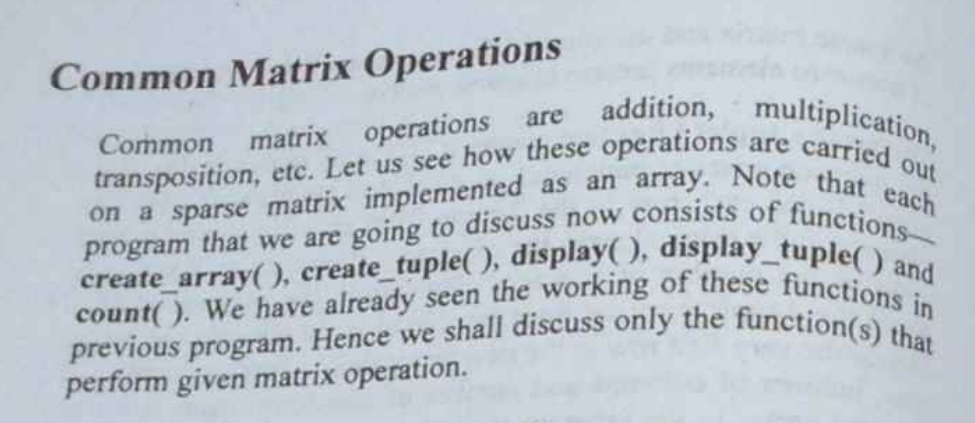 Common Matrix Operations
Common matrix operations are addition, multiplication,
transposition, etc. Let us see how these operations are carried out
on a sparse matrix implemented as an array. Note that each
program that we are going to discuss now consists of functions—
create_array( ), create_tuple( ), display( ), display_tuple( ) and
count( ). We have already seen the working of these functions in
previous program. Hence we shall discuss only the function(s) that
perform given matrix operation.